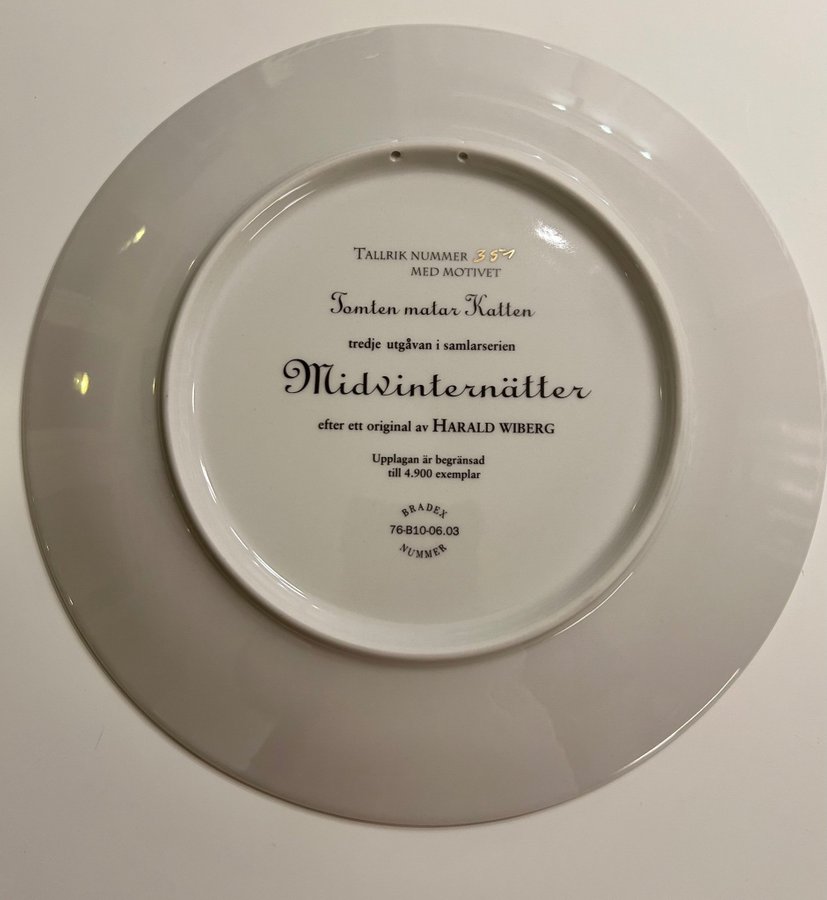 TALLRIK NUMMER 351
MED MOTIVET
Tomten matar Katten
tredje utgåvan i samlarserien
Midvinternätter
efter ett original av HARALD WIBERG
Upplagan är begränsad
till 4.900 exemplar
BRADEX
76-B10-06.03
NUMMER